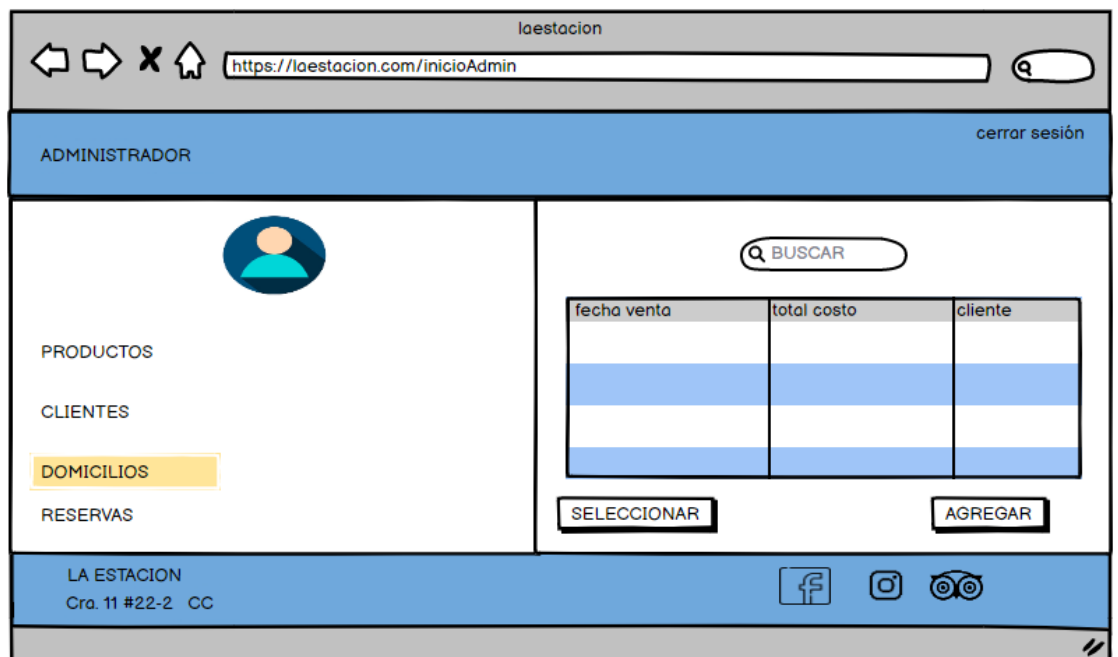 laestacion
https://laestacion.com/inicioAdmin
cerrar sesión
ADMINISTRADOR
BUSCAR
fecha venta total costo cliente
PRODUCTOS
CLIENTES
DOMICILIOS
RESERVAS
SELECCIONAR AGREGAR
LA ESTACION
Cra. 11 #22-2 CC